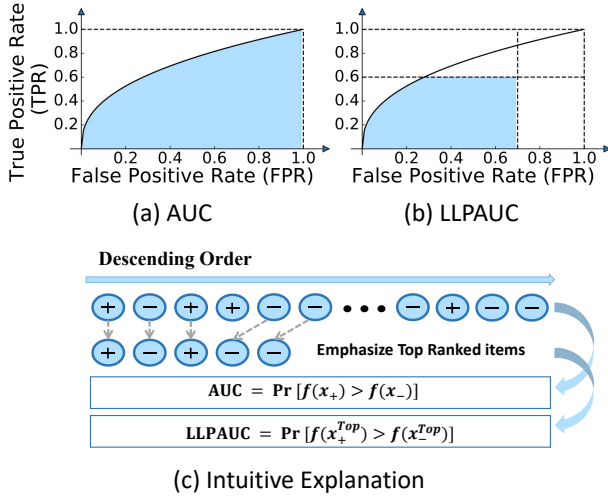 True Positive Rate
(TPR)
1.0
0.8
0.6
0.4
0.2
0.2 0.4 0.6 0.8 1.0
False Positive Rate (FPR)
(a) AUC
1.0
0.8
0.6
0.4
0.2
0.2 0.4 0.6 0.8 1.0
False Positive Rate (FPR)
(b) LLPAUC
Descending Order
+ − + + − − ••• − + − −
+ − + − −
Emphasize Top Ranked items
AUC = Pr [f(x₊) > f(x₋)]
LLPAUC = Pr [f(x₊ᵀᵒᵖ) > f(x₋ᵀᵒᵖ)]
(c) Intuitive Explanation